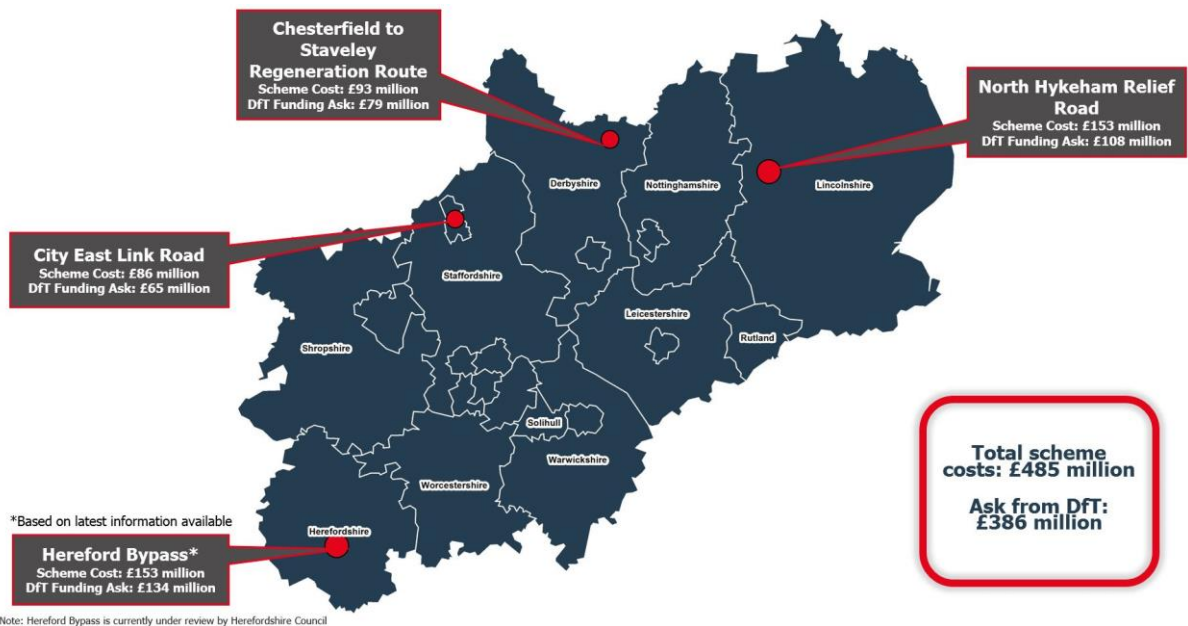 Chesterfield to
Staveley
Regeneration Route
Scheme Cost: £93 million
DfT Funding Ask: £79 million
North Hykeham Relief
Road
Scheme Cost: £153 million
DfT Funding Ask: £108 million
Derbyshire
Nottinghamshire
Lincolnshire
City East Link Road
Scheme Cost: £86 million
DfT Funding Ask: £65 million
Staffordshire
Leicestershire
Rutland
Shropshire
Solihull
Warwickshire
Worcestershire
Herefordshire
Total scheme
costs: £485 million
Ask from DfT:
£386 million
*Based on latest information available
Hereford Bypass*
Scheme Cost: £153 million
DfT Funding Ask: £134 million
Note: Hereford Bypass is currently under review by Herefordshire Council